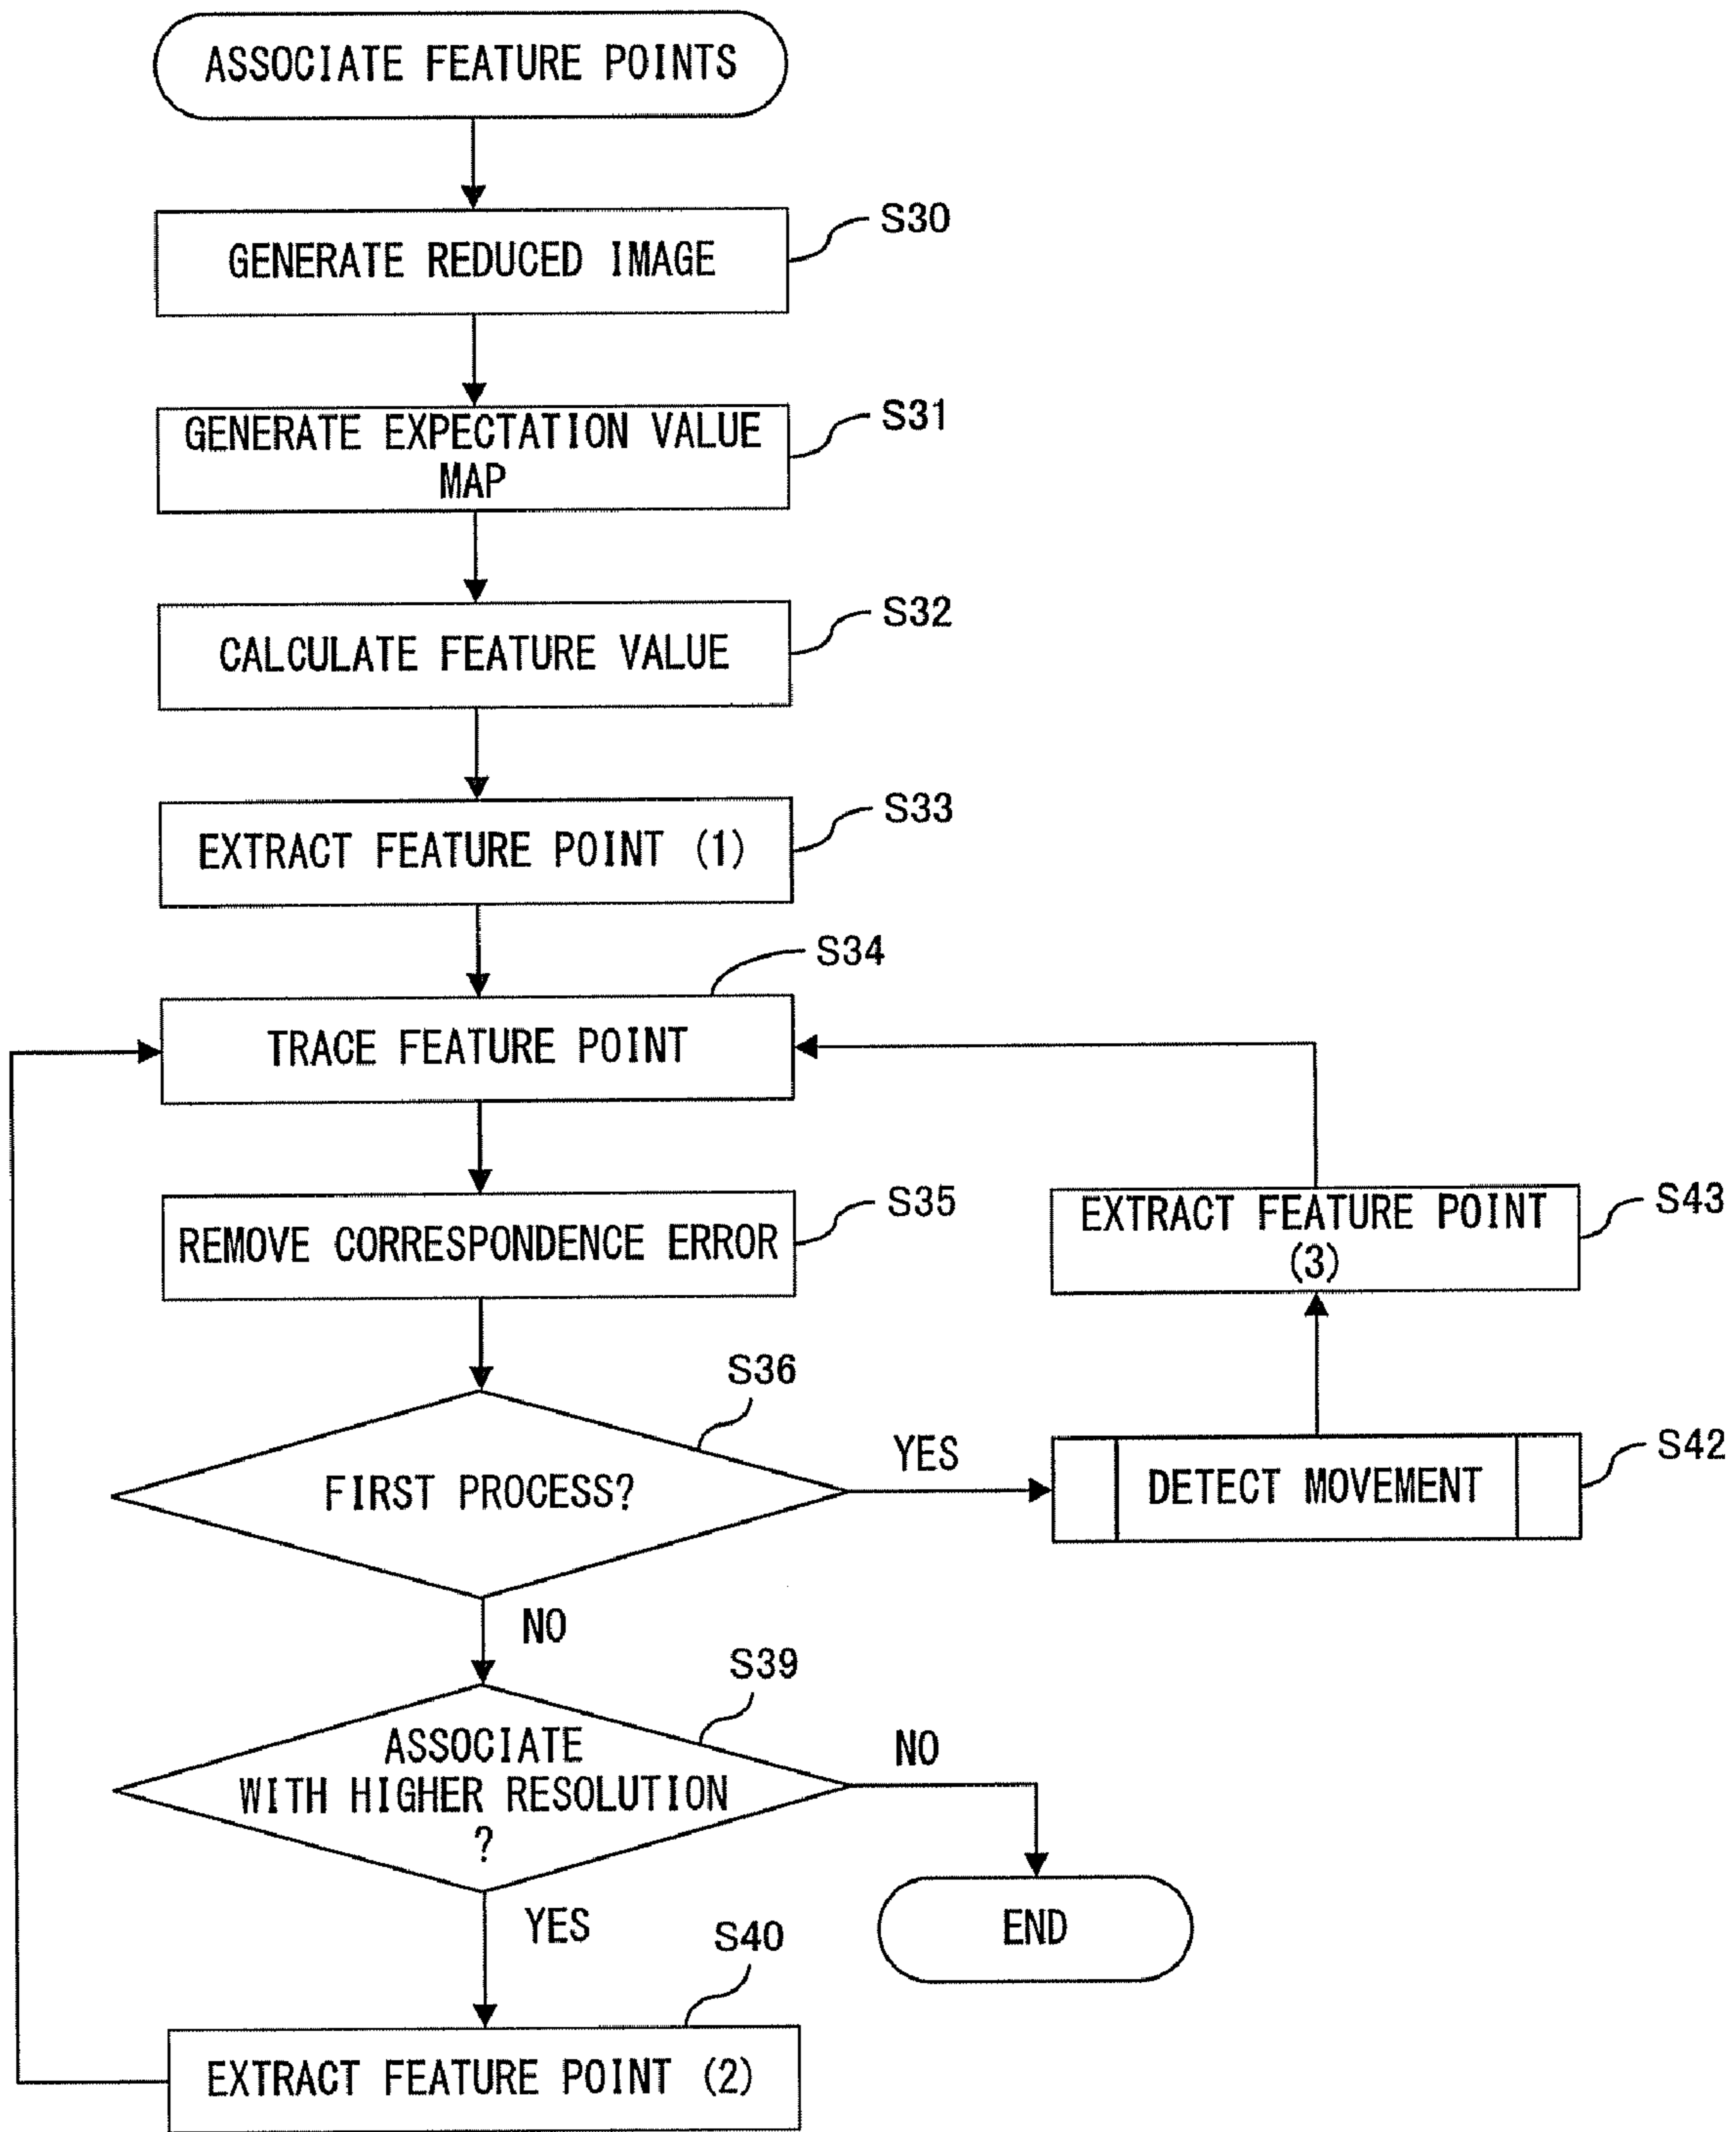 ASSOCIATE FEATURE POINTS
S30
GENERATE REDUCED IMAGE
S31
GENERATE EXPECTATION VALUE
MAP
S32
CALCULATE FEATURE VALUE
S33
EXTRACT FEATURE POINT (1)
S34
TRACE FEATURE POINT
S35
REMOVE CORRESPONDENCE ERROR
S43
EXTRACT FEATURE POINT
(3)
S36
FIRST PROCESS?
YES
S42
DETECT MOVEMENT
NO
S39
ASSOCIATE
WITH HIGHER RESOLUTION
?
NO
END
YES
S40
EXTRACT FEATURE POINT (2)